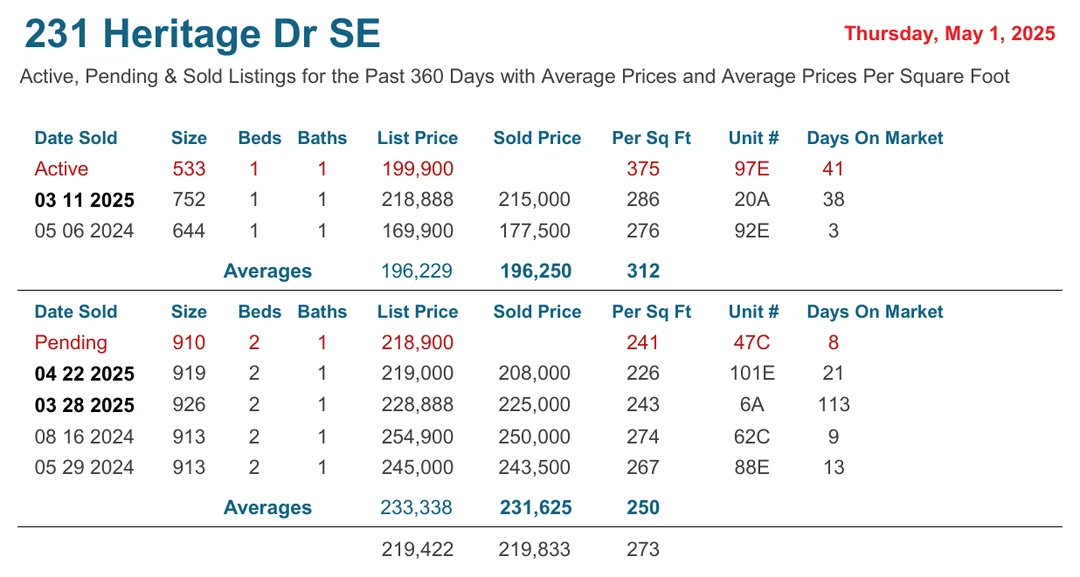 231 Heritage Dr SE
Thursday, May 1, 2025
Active, Pending & Sold Listings for the Past 360 Days with Average Prices and Average Prices Per Square Foot
Date Sold Size Beds Baths List Price Sold Price Per Sq Ft Unit # Days On Market
Active 533 1 1 199,900 375 97E 41
03 11 2025 752 1 1 218,888 215,000 286 20A 38
05 06 2024 644 1 1 169,900 177,500 276 92E 3
Averages 196,229 196,250 312
Date Sold Size Beds Baths List Price Sold Price Per Sq Ft Unit # Days On Market
Pending 910 2 1 218,900 241 47C 8
04 22 2025 919 2 1 219,000 208,000 226 101E 21
03 28 2025 926 2 1 228,888 225,000 243 6A 113
08 16 2024 913 2 1 254,900 250,000 274 62C 9
05 29 2024 913 2 1 245,000 243,500 267 88E 13
Averages 233,338 231,625 250
219,422 219,833 273